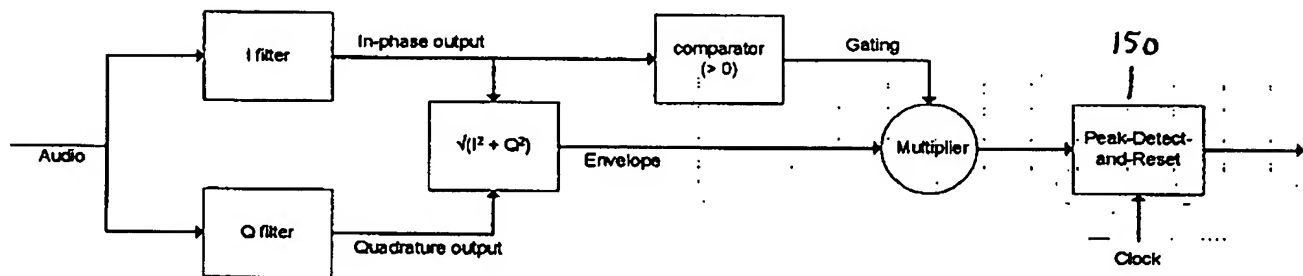 I filter
In-phase output
comparator
(> 0)
Gating
150
Audio
√(I² + Q²)
Envelope
Multiplier
Peak-Detect-
and-Reset
Q filter
Quadrature output
Clock